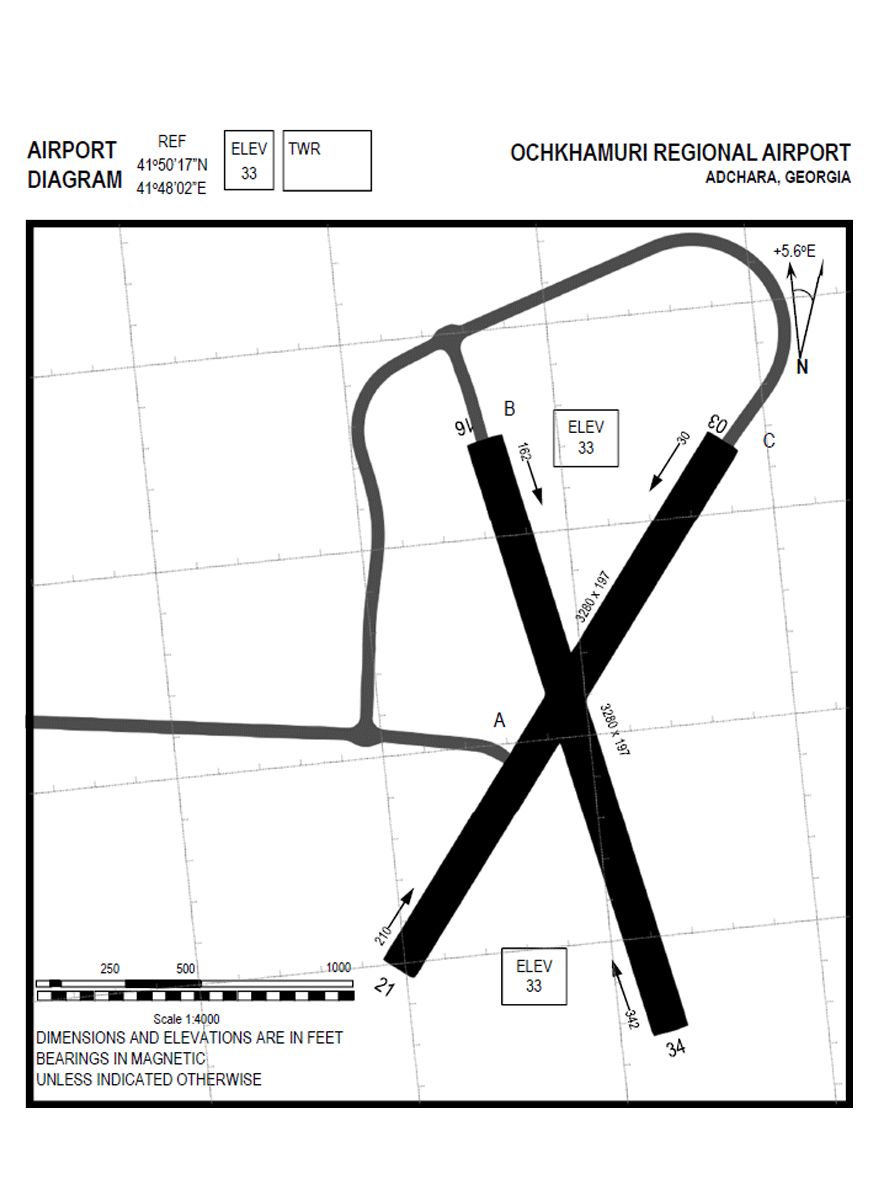 AIRPORT
DIAGRAM
REF
41º50’17”N
41º48’02”E
ELEV
33
TWR
OCHKHAMURI REGIONAL AIRPORT
ADCHARA, GEORGIA
+5.6ºE
N
B
16
162
ELEV
33
03
30
C
3280 x 197
A
3280 x 197
210
21
ELEV
33
342
34
250 500 1000
Scale 1:4000
DIMENSIONS AND ELEVATIONS ARE IN FEET
BEARINGS IN MAGNETIC
UNLESS INDICATED OTHERWISE